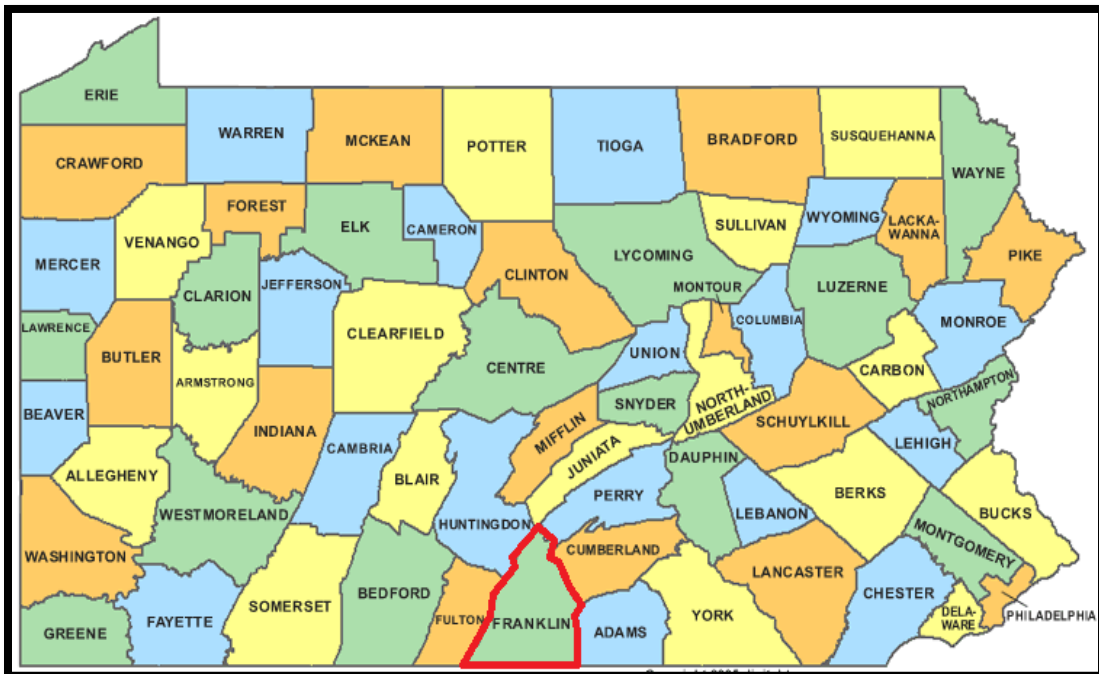 ERIE
WARREN
MCKEAN
POTTER
TIOGA
BRADFORD
SUSQUEHANNA
WAYNE
CRAWFORD
FOREST
ELK
CAMERON
SULLIVAN
WYOMING
LACKA-
WANNA
PIKE
MERCER
VENANGO
CLARION
JEFFERSON
CLINTON
LYCOMING
MONTOUR
COLUMBIA
LUZERNE
MONROE
LAWRENCE
BUTLER
ARMSTRONG
CLEARFIELD
CENTRE
UNION
CARBON
NORTHAMPTON
BEAVER
INDIANA
CAMBRIA
BLAIR
MIFFLIN
SNYDER
NORTH-
UMBERLAND
SCHUYLKILL
LEHIGH
ALLEGHENY
WESTMORELAND
HUNTINGDON
JUNIATA
PERRY
DAUPHIN
LEBANON
BERKS
BUCKS
MONTGOMERY
WASHINGTON
CUMBERLAND
LANCASTER
CHESTER
GREENE
FAYETTE
SOMERSET
BEDFORD
FULTON
FRANKLIN
ADAMS
YORK
DELA-
WARE
PHILADELPHIA